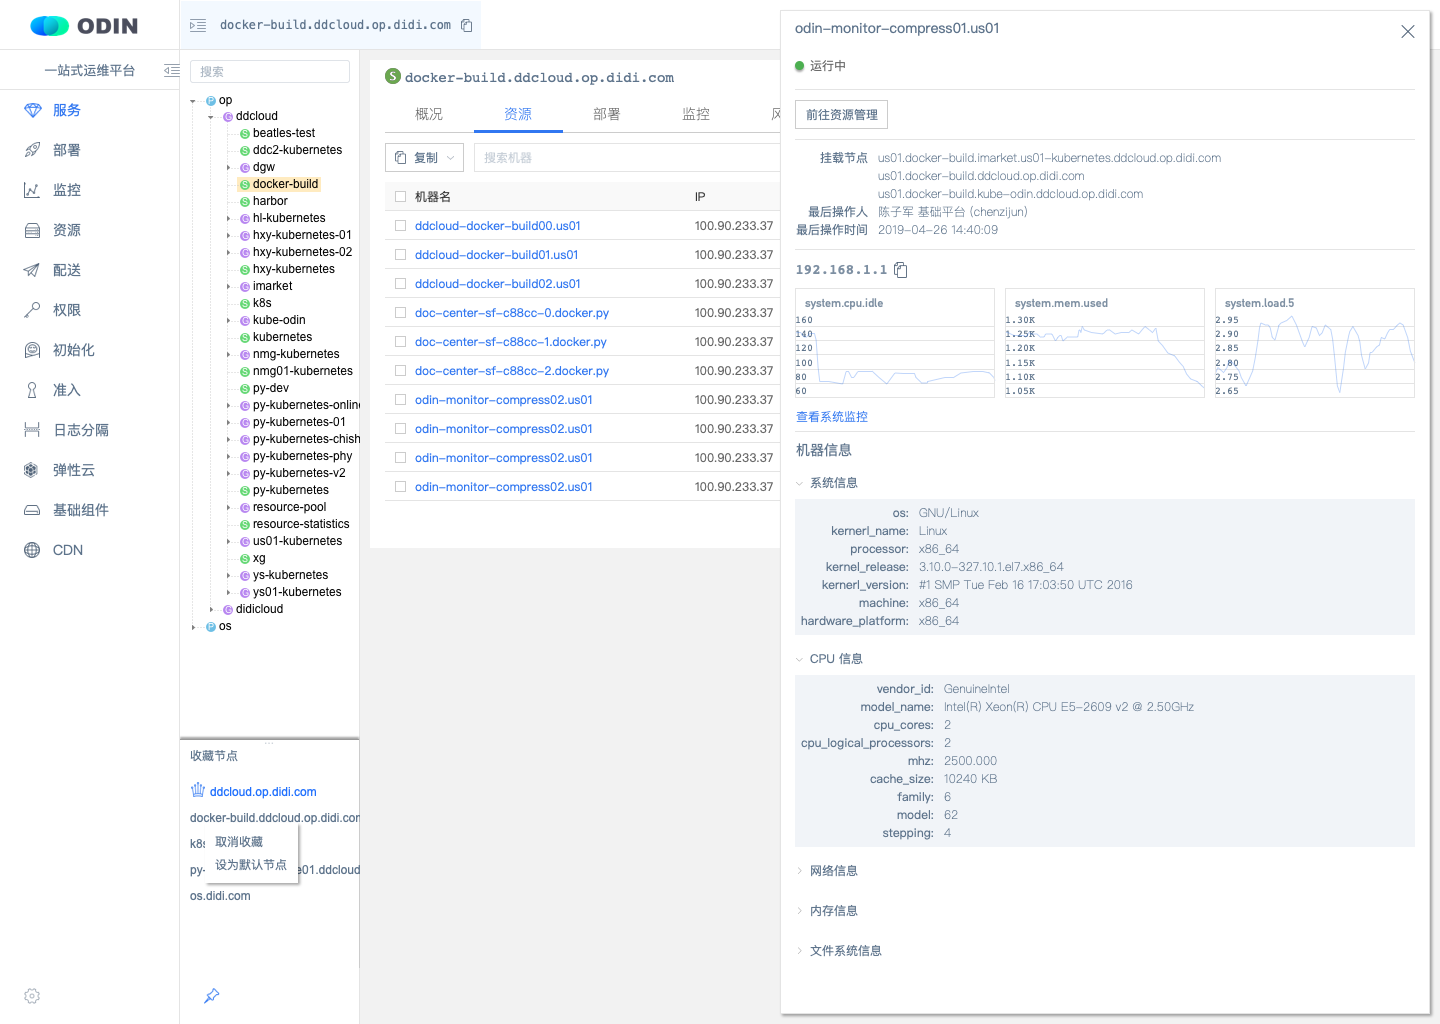 ODIN
docker-build.ddcloud.op.didi.com
一站式运维平台
服务
部署
监控
资源
配送
权限
初始化
准入
日志分隔
弹性云
基础组件
CDN
搜索
P op
G ddcloud
S beatles-test
S ddc2-kubernetes
G dgw
S docker-build
S harbor
G hl-kubernetes
G hxy-kubernetes-01
G hxy-kubernetes-02
S hxy-kubernetes
G imarket
S k8s
G kube-odin
S kubernetes
G nmg-kubernetes
S nmg01-kubernetes
S py-dev
G py-kubernetes-online
G py-kubernetes-01
G py-kubernetes-chish
G py-kubernetes-phy
G py-kubernetes-v2
S py-kubernetes
G resource-pool
S resource-statistics
G us01-kubernetes
S xg
G ys-kubernetes
G ys01-kubernetes
G didicloud
P os
收藏节点
ddcloud.op.didi.com
docker-build.ddcloud.op.didi.com
k8s
取消收藏
设为默认节点
py-
e01.ddcloud
os.didi.com
S docker-build.ddcloud.op.didi.com
概况
资源
部署
监控
复制
搜索机器
机器名 IP
ddcloud-docker-build00.us01 100.90.233.37
ddcloud-docker-build01.us01 100.90.233.37
ddcloud-docker-build02.us01 100.90.233.37
doc-center-sf-c88cc-0.docker.py 100.90.233.37
doc-center-sf-c88cc-1.docker.py 100.90.233.37
doc-center-sf-c88cc-2.docker.py 100.90.233.37
odin-monitor-compress02.us01 100.90.233.37
odin-monitor-compress02.us01 100.90.233.37
odin-monitor-compress02.us01 100.90.233.37
odin-monitor-compress02.us01 100.90.233.37
odin-monitor-compress01.us01
运行中
前往资源管理
挂载节点 us01.docker-build.imarket.us01-kubernetes.ddcloud.op.didi.com
us01.docker-build.ddcloud.op.didi.com
us01.docker-build.kube-odin.ddcloud.op.didi.com
最后操作人 陈子军 基础平台 (chenzijun)
最后操作时间 2019-04-26 14:40:09
192.168.1.1
system.cpu.idle
160
140
120
100
80
60
system.mem.used
1.30K
1.25K
1.20K
1.15K
1.10K
1.05K
system.load.5
2.95
2.90
2.85
2.80
2.75
2.65
查看系统监控
机器信息
系统信息
os: GNU/Linux
kernerl_name: Linux
processor: x86_64
kernel_release: 3.10.0-327.10.1.el7.x86_64
kernerl_version: #1 SMP Tue Feb 16 17:03:50 UTC 2016
machine: x86_64
hardware_platform: x86_64
CPU 信息
vendor_id: GenuineIntel
model_name: Intel(R) Xeon(R) CPU E5-2609 v2 @ 2.50GHz
cpu_cores: 2
cpu_logical_processors: 2
mhz: 2500.000
cache_size: 10240 KB
family: 6
model: 62
stepping: 4
网络信息
内存信息
文件系统信息